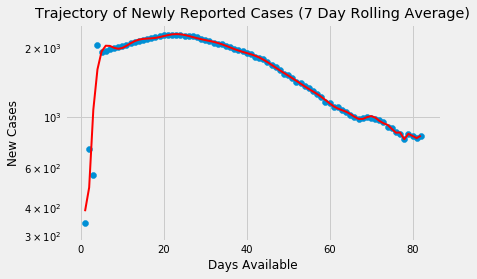 Trajectory of Newly Reported Cases (7 Day Rolling Average)
New Cases
2 × 10³
10³
6 × 10²
4 × 10²
3 × 10²
0 20 40 60 80
Days Available